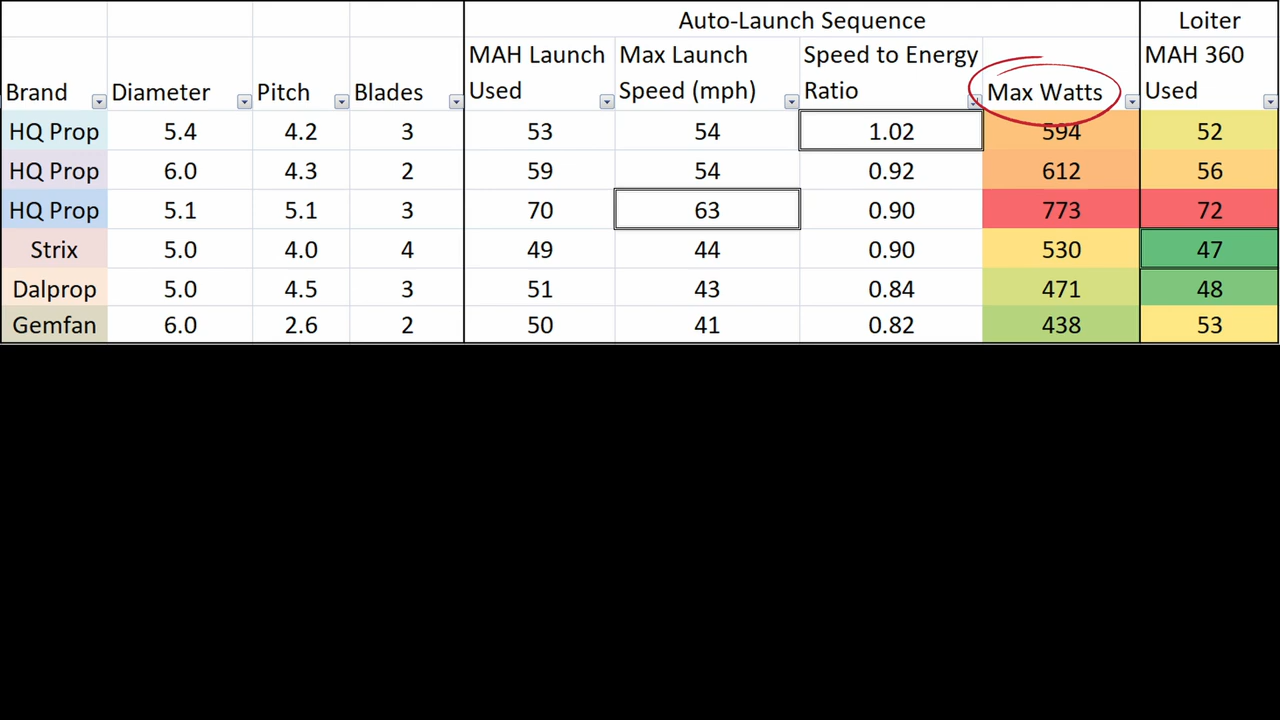 Auto-Launch Sequence Loiter
MAH Launch Max Launch Speed to Energy MAH 360
Brand Diameter Pitch Blades Used Speed (mph) Ratio Max Watts Used
HQ Prop 5.4 4.2 3 53 54 1.02 594 52
HQ Prop 6.0 4.3 2 59 54 0.92 612 56
HQ Prop 5.1 5.1 3 70 63 0.90 773 72
Strix 5.0 4.0 4 49 44 0.90 530 47
Dalprop 5.0 4.5 3 51 43 0.84 471 48
Gemfan 6.0 2.6 2 50 41 0.82 438 53